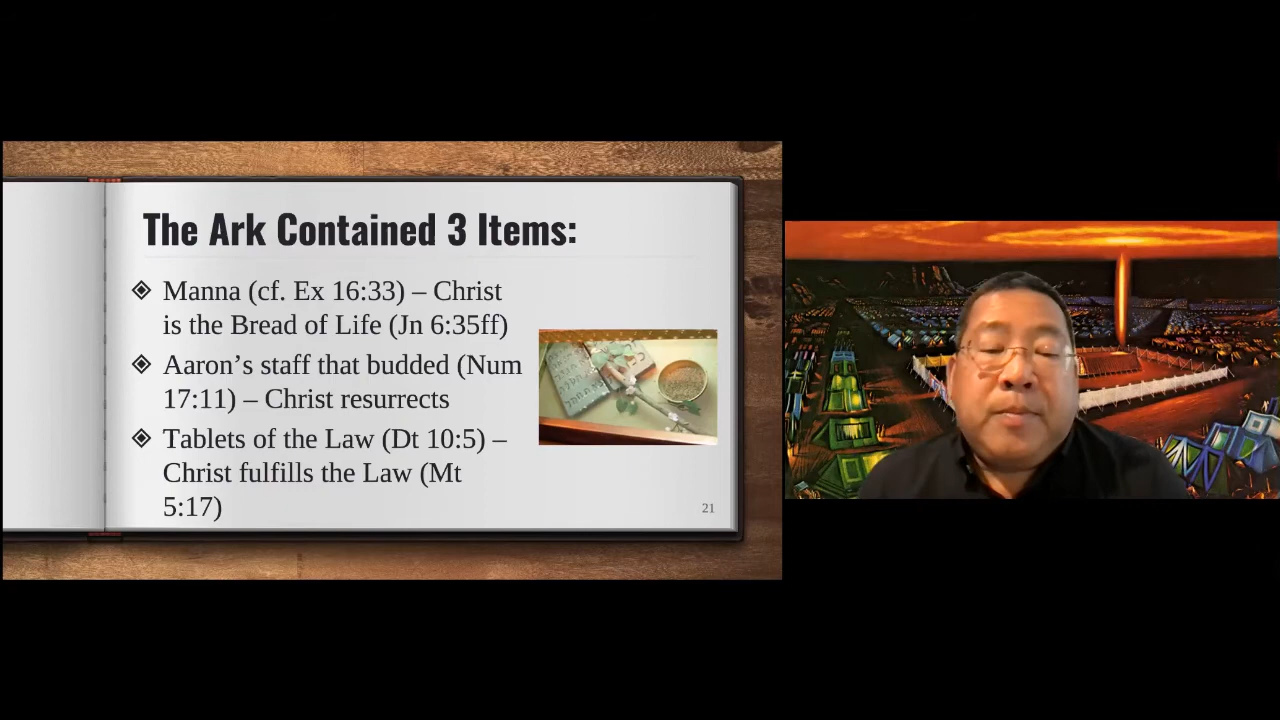 The Ark Contained 3 Items:
Manna (cf. Ex 16:33) – Christ
is the Bread of Life (Jn 6:35ff)
Aaron’s staff that budded (Num
17:11) – Christ resurrects
Tablets of the Law (Dt 10:5) –
Christ fulfills the Law (Mt
5:17)
21